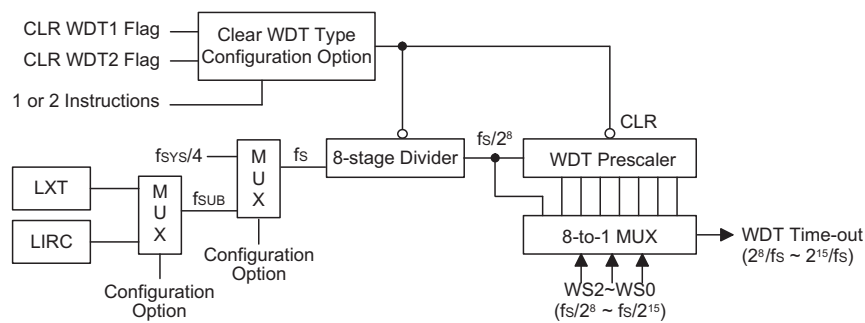 CLR WDT1 Flag
CLR WDT2 Flag
1 or 2 Instructions
Clear WDT Type
Configuration Option
CLR
fSYS/4
fS
8-stage Divider
fS/2⁸
WDT Prescaler
LXT
LIRC
M
U
X
fSUB
M
U
X
Configuration
Option
Configuration
Option
8-to-1 MUX
WDT Time-out
(2⁸/fS ~ 2¹⁵/fS)
WS2~WS0
(fS/2⁸ ~ fS/2¹⁵)